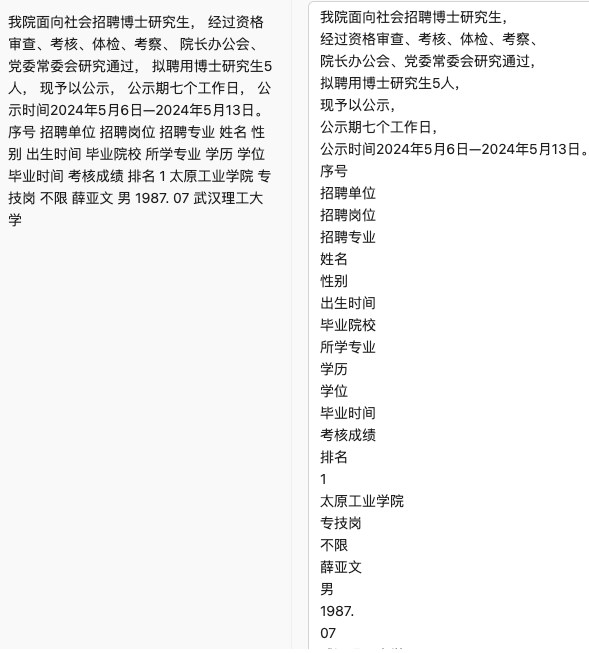 我院面向社会招聘博士研究生， 经过资格
审查、考核、体检、考察、 院长办公会、
党委常委会研究通过， 拟聘用博士研究生5
人， 现予以公示， 公示期七个工作日， 公
示时间2024年5月6日—2024年5月13日。
序号 招聘单位 招聘岗位 招聘专业 姓名 性
别 出生时间 毕业院校 所学专业 学历 学位
毕业时间 考核成绩 排名 1 太原工业学院 专
技岗 不限 薛亚文 男 1987. 07 武汉理工大
学
我院面向社会招聘博士研究生，
经过资格审查、考核、体检、考察、
院长办公会、党委常委会研究通过，
拟聘用博士研究生5人，
现予以公示，
公示期七个工作日，
公示时间2024年5月6日—2024年5月13日。
序号
招聘单位
招聘岗位
招聘专业
姓名
性别
出生时间
毕业院校
所学专业
学历
学位
毕业时间
考核成绩
排名
1
太原工业学院
专技岗
不限
薛亚文
男
1987.
07